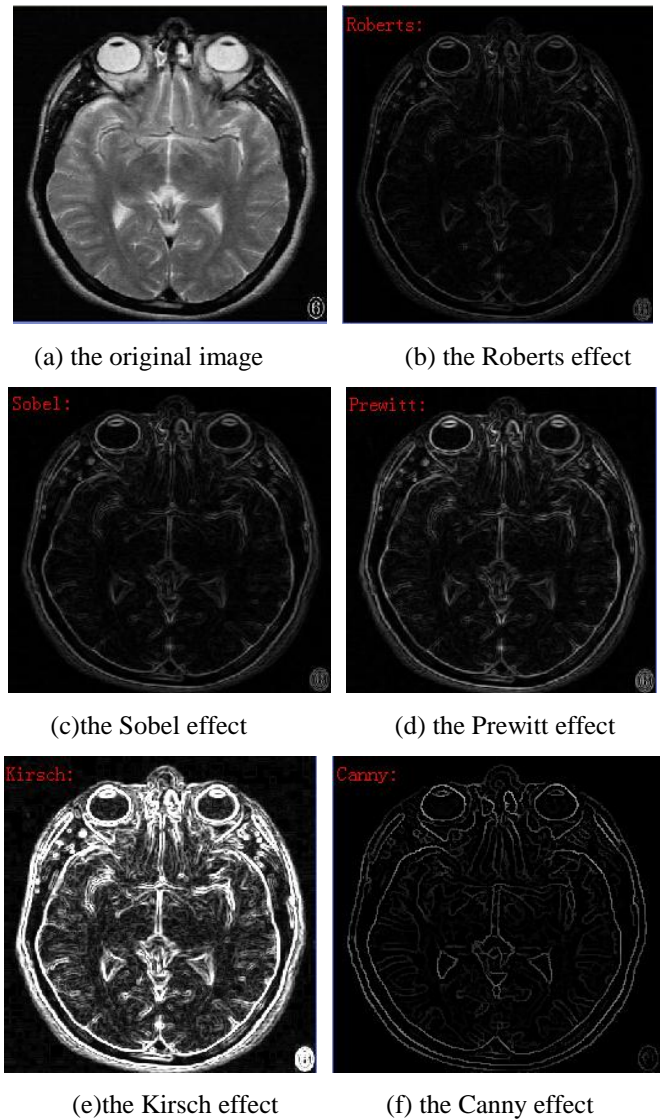 Roberts:
6
(a) the original image
(b) the Roberts effect
Sobel:
Prewitt:
(c)the Sobel effect
(d) the Prewitt effect
Kirsch:
Canny:
(e)the Kirsch effect
(f) the Canny effect